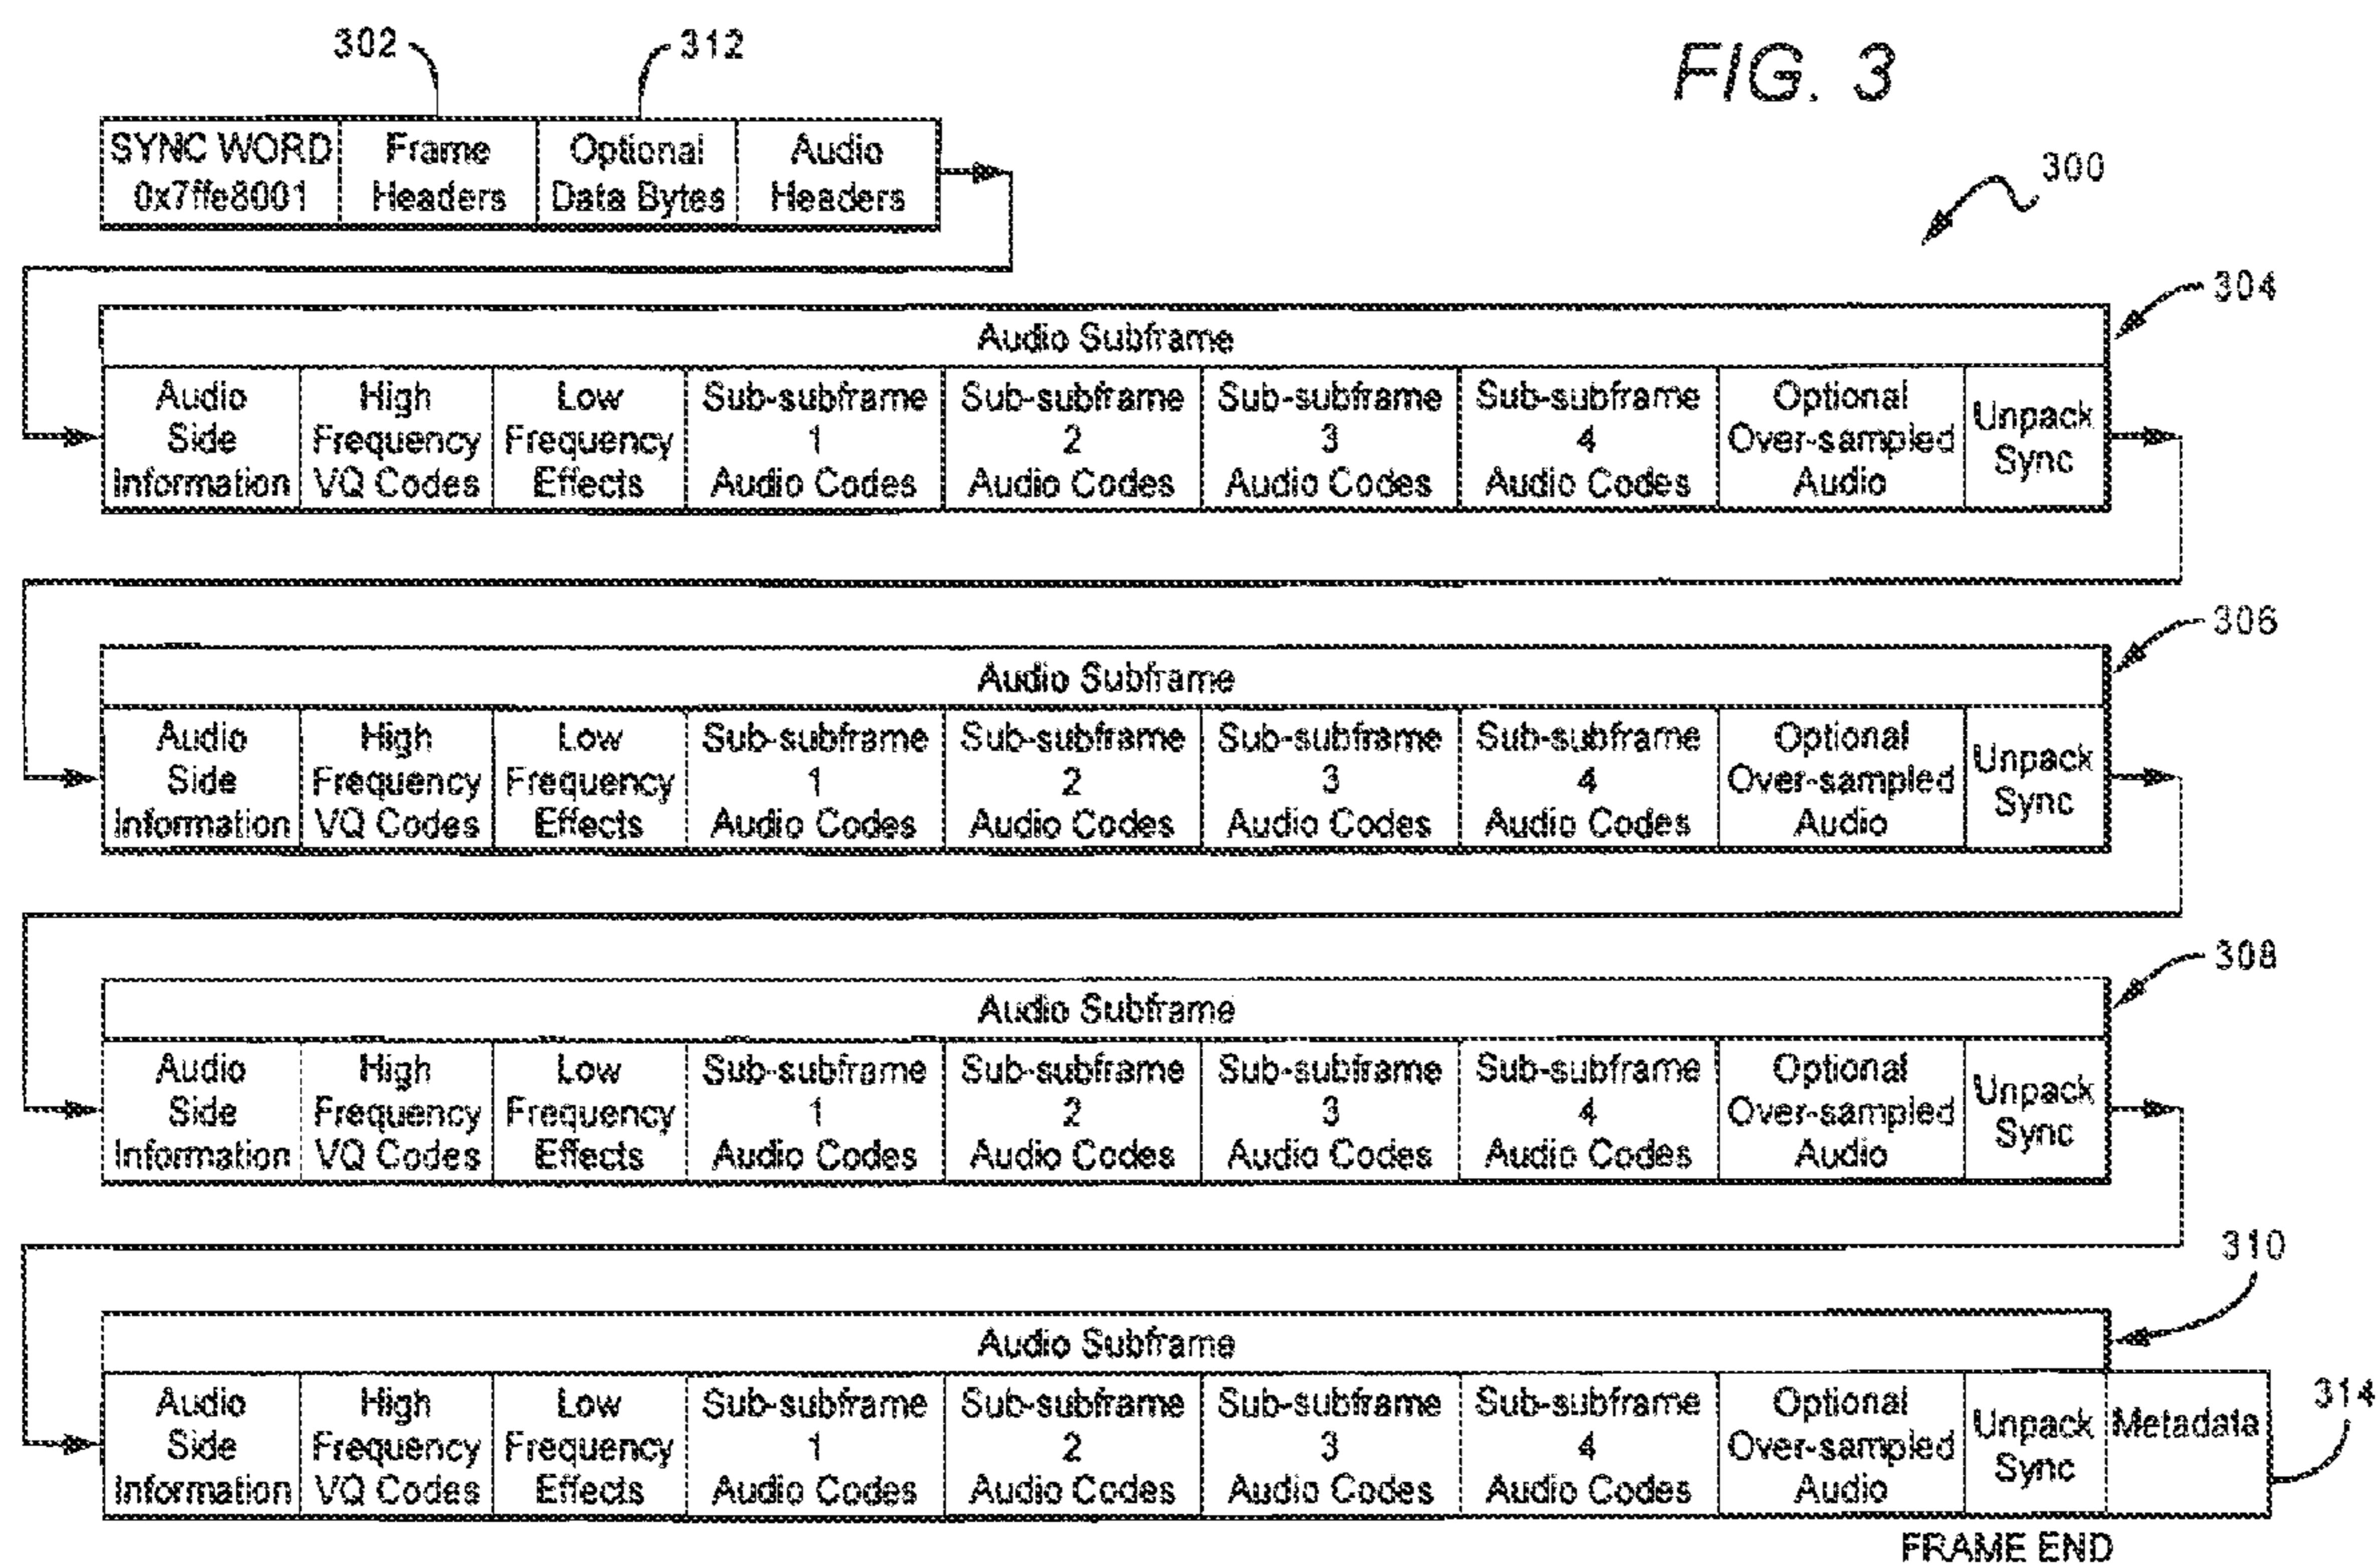 302
312
FIG. 3
SYNC WORD
0x7ffe8001
Frame
Headers
Optional
Data Bytes
Audio
Headers
300
304
Audio Subframe
Audio
Side
Information
High
Frequency
VQ Codes
Low
Frequency
Effects
Sub-subframe
1
Audio Codes
Sub-subframe
2
Audio Codes
Sub-subframe
3
Audio Codes
Sub-subframe
4
Audio Codes
Optional
Over-sampled
Audio
Unpack
Sync
306
Audio Subframe
Audio
Side
Information
High
Frequency
VQ Codes
Low
Frequency
Effects
Sub-subframe
1
Audio Codes
Sub-subframe
2
Audio Codes
Sub-subframe
3
Audio Codes
Sub-subframe
4
Audio Codes
Optional
Over-sampled
Audio
Unpack
Sync
308
Audio Subframe
Audio
Side
Information
High
Frequency
VQ Codes
Low
Frequency
Effects
Sub-subframe
1
Audio Codes
Sub-subframe
2
Audio Codes
Sub-subframe
3
Audio Codes
Sub-subframe
4
Audio Codes
Optional
Over-sampled
Audio
Unpack
Sync
310
Audio Subframe
Audio
Side
Information
High
Frequency
VQ Codes
Low
Frequency
Effects
Sub-subframe
1
Audio Codes
Sub-subframe
2
Audio Codes
Sub-subframe
3
Audio Codes
Sub-subframe
4
Audio Codes
Optional
Over-sampled
Audio
Unpack
Sync
Metadata
314
FRAME END